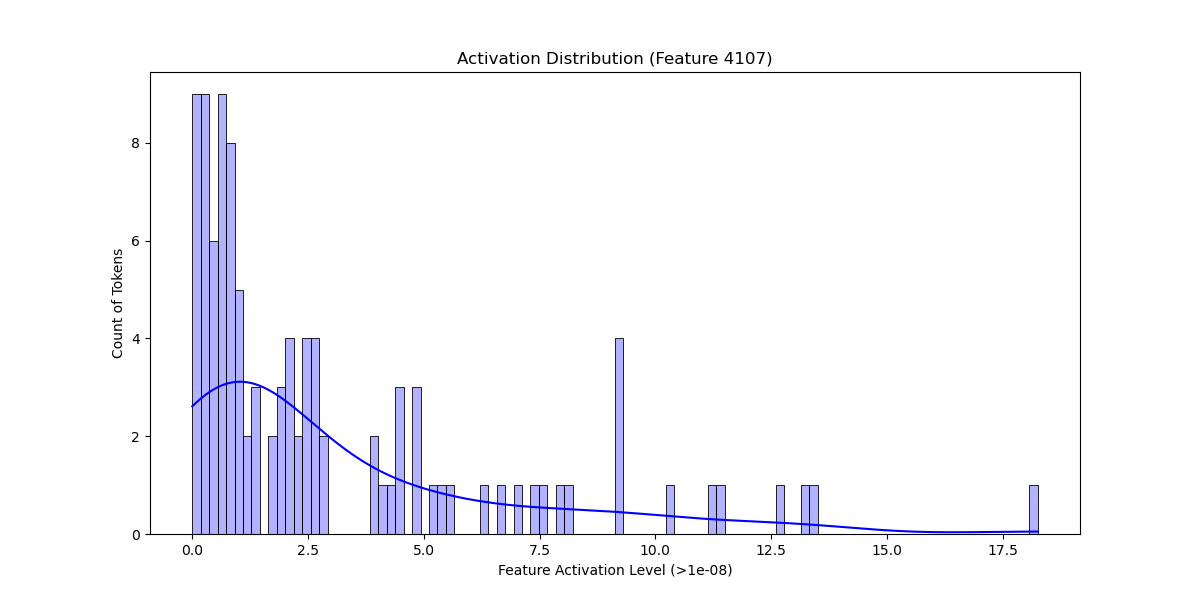 Activation Distribution (Feature 4107)
Count of Tokens
8
6
4
2
0
0.0 2.5 5.0 7.5 10.0 12.5 15.0 17.5
Feature Activation Level (>1e-08)